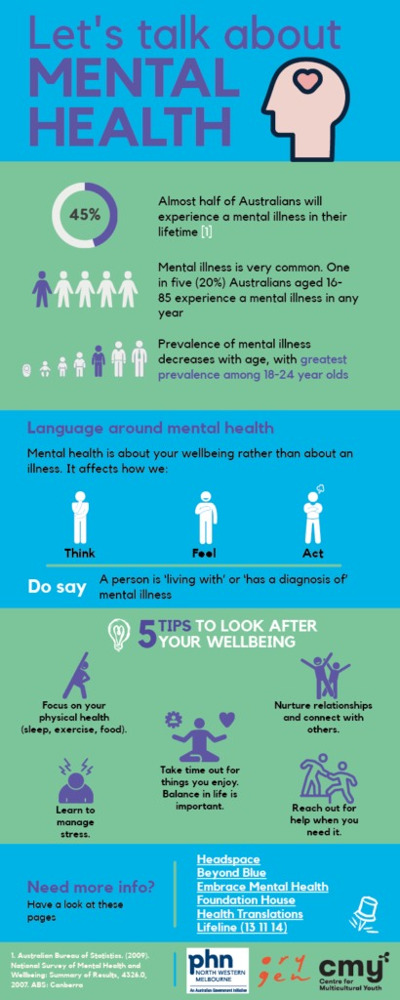 Let's talk about
MENTAL
HEALTH
45%
Almost half of Australians will
experience a mental illness in their
lifetime [1]
Mental illness is very common. One
in five (20%) Australians aged 16-
85 experience a mental illness in any
year
Prevalence of mental illness
decreases with age, with greatest
prevalence among 18-24 year olds
Language around mental health
Mental health is about your wellbeing rather than about an
illness. It affects how we:
Think
Feel
Act
Do say
A person is 'living with' or 'has a diagnosis of'
mental illness
5 TIPS TO LOOK AFTER
YOUR WELLBEING
Focus on your
physical health
(sleep, exercise, food).
Nurture relationships
and connect with
others.
Take time out for
things you enjoy.
Balance in life is
important.
Learn to
manage
stress.
Reach out for
help when you
need it.
Need more info?
Have a look at these
pages
Headspace
Beyond Blue
Embrace Mental Health
Foundation House
Health Translations
Lifeline (13 11 14)
1. Australian Bureau of Statistics. (2009).
National Survey of Mental Health and
Wellbeing: Summary of Results, 4326.0,
2007. ABS: Canberra
phn
NORTH WESTERN
MELBOURNE
An Australian Government Initiative
orygen
cmy
Centre for
Multicultural Youth